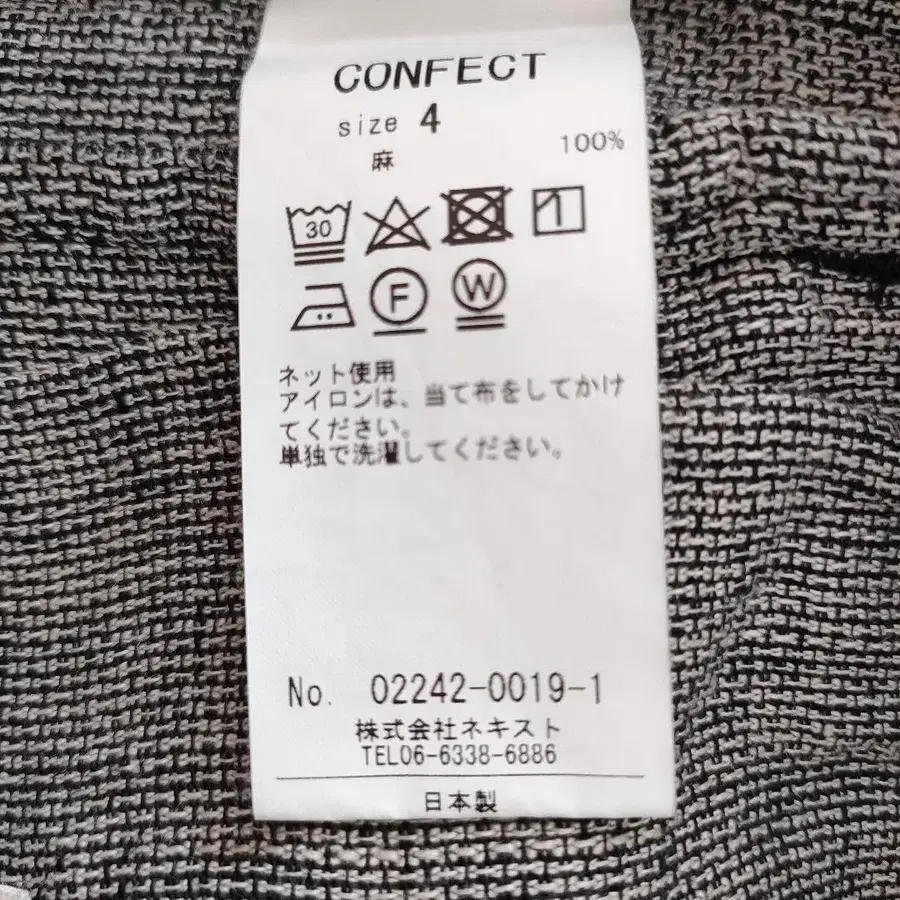 CONFECT
size 4
麻 100%
30
F W
ネット使用
アイロンは、当て布をしてかけ
てください。
単独で洗濯してください。
No. 02242-0019-1
株式会社ネキスト
TEL06-6338-6886
日本製